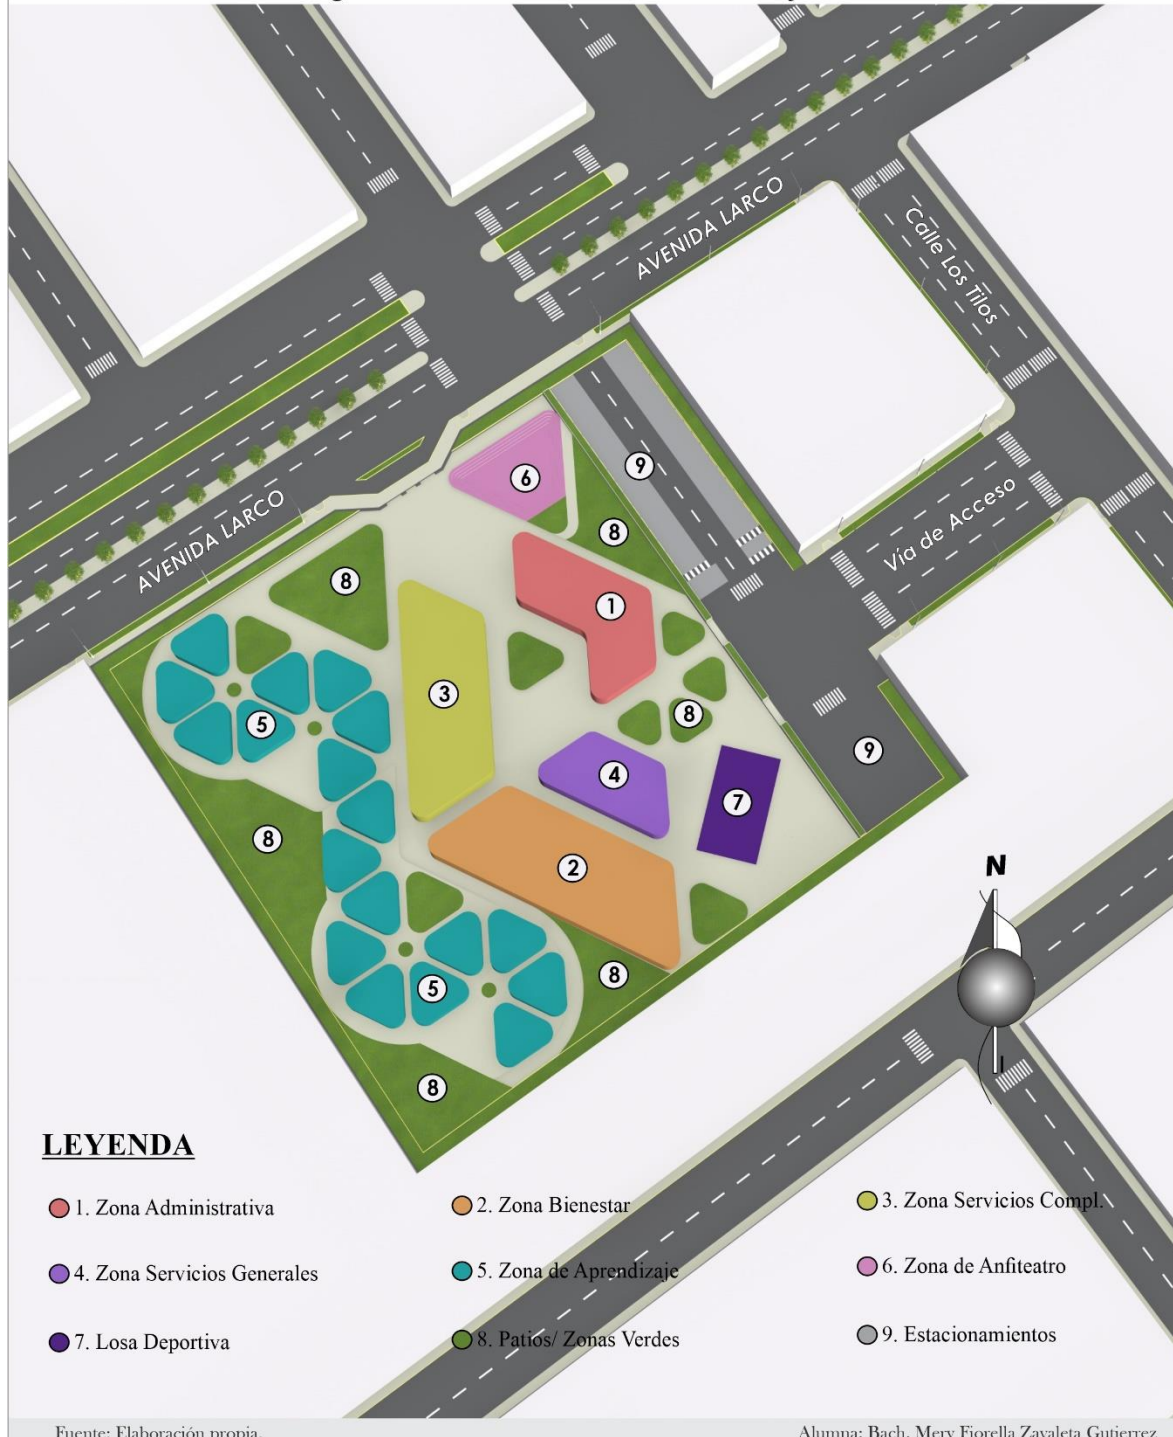 AVENIDA LARCO
Calle Los Tilos
6
9
8
Vía de Acceso
AVENIDA LARCO
8
1
3
5
8
4
9
7
8
2
5
8
8
N
LEYENDA
1. Zona Administrativa
2. Zona Bienestar
3. Zona Servicios Compl.
4. Zona Servicios Generales
5. Zona de Aprendizaje
6. Zona de Anfiteatro
7. Losa Deportiva
8. Patios/ Zonas Verdes
9. Estacionamientos
Fuente: Elaboración propia.
Alumna: Bach. Mery Fiorella Zavaleta Gutierrez